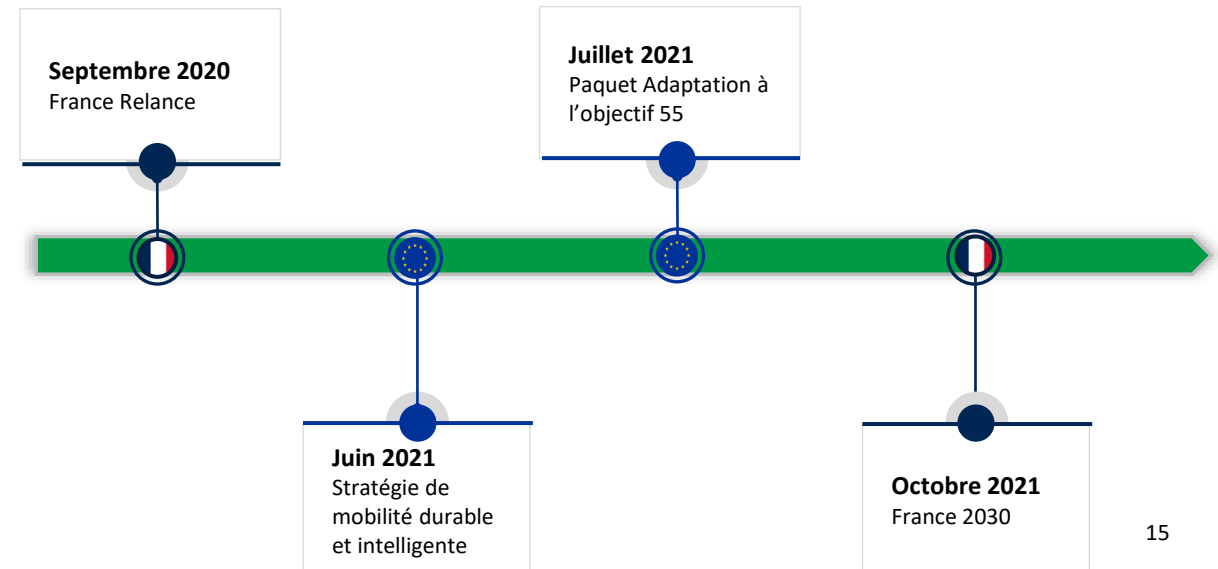 Septembre 2020
France Relance
Juillet 2021
Paquet Adaptation à
l’objectif 55
Juin 2021
Stratégie de
mobilité durable
et intelligente
Octobre 2021
France 2030
15